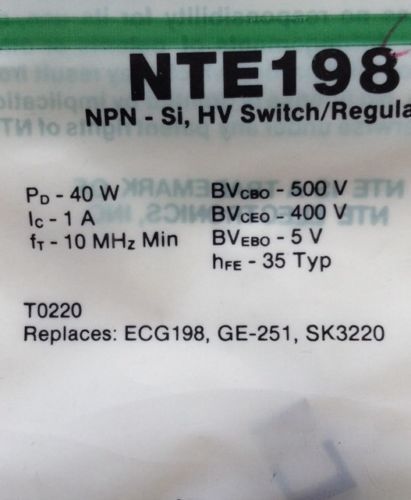 NTE198
NPN - Si, HV Switch/Regula
PD - 40 W
IC - 1 A
fT - 10 MHz Min
BVCBO - 500 V
BVCEO - 400 V
BVEBO - 5 V
hFE - 35 Typ
T0220
Replaces: ECG198, GE-251, SK3220